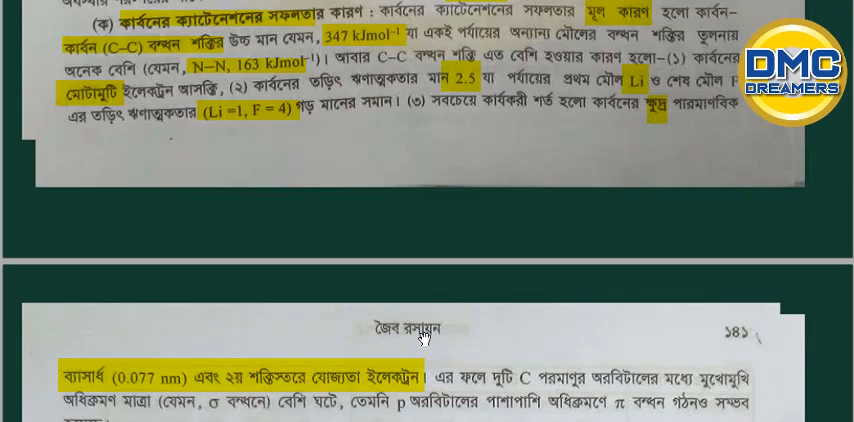 (ক) কার্বনের ক্যাটেনেশনের সফলতার কারণ : কার্বনের ক্যাটেনেশনের সফলতার মূল কারণ হলো কার্বন-
কার্বন (C–C) বন্ধন শক্তির উচ্চ মান যেমন, 347 kJmol⁻¹ যা একই পর্যায়ের অন্যান্য মৌলের বন্ধন শক্তির তুলনায়
অনেক বেশি (যেমন, N–N, 163 kJmol⁻¹)। আবার C–C বন্ধন শক্তি এত বেশি হওয়ার কারণ হলো-(১) কার্বনের
মোটামুটি ইলেকট্রন আসক্তি, (২) কার্বনের তড়িৎ ঋণাত্মকতার মান 2.5 যা পর্যায়ের প্রথম মৌল Li ও শেষ মৌল F
এর তড়িৎ ঋণাত্মকতার (Li =1, F = 4) গড় মানের সমান। (৩) সবচেয়ে কার্যকরী শর্ত হলো কার্বনের ক্ষুদ্র পারমাণবিক
DMC
DREAMERS
জৈব রসায়ন
১৪১
ব্যাসার্ধ (0.077 nm) এবং ২য় শক্তিস্তরে যোজ্যতা ইলেকট্রন। এর ফলে দুটি C পরমাণুর অরবিটালের মধ্যে মুখোমুখি
অধিক্রমণ মাত্রা (যেমন, σ বন্ধনে) বেশি ঘটে, তেমনি p অরবিটালের পাশাপাশি অধিক্রমণে π বন্ধন গঠনও সম্ভব